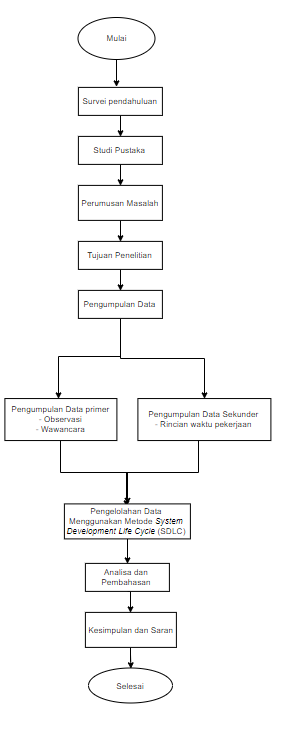 Mulai
Survei pendahuluan
Studi Pustaka
Perumusan Masalah
Tujuan Penelitian
Pengumpulan Data
Pengumpulan Data primer
- Observasi
- Wawancara
Pengumpulan Data Sekunder
- Rincian waktu pekerjaan
Pengelolahan Data
Menggunakan Metode System
Development Life Cycle (SDLC)
Analisa dan
Pembahasan
Kesimpulan dan Saran
Selesai